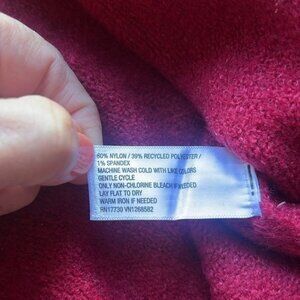 60% NYLON / 39% RECYCLED POLYESTER /
1% SPANDEX
MACHINE WASH COLD WITH LIKE COLORS
GENTLE CYCLE
ONLY NON-CHLORINE BLEACH IF NEEDED
LAY FLAT TO DRY
WARM IRON IF NEEDED
RN17730 VN1268582